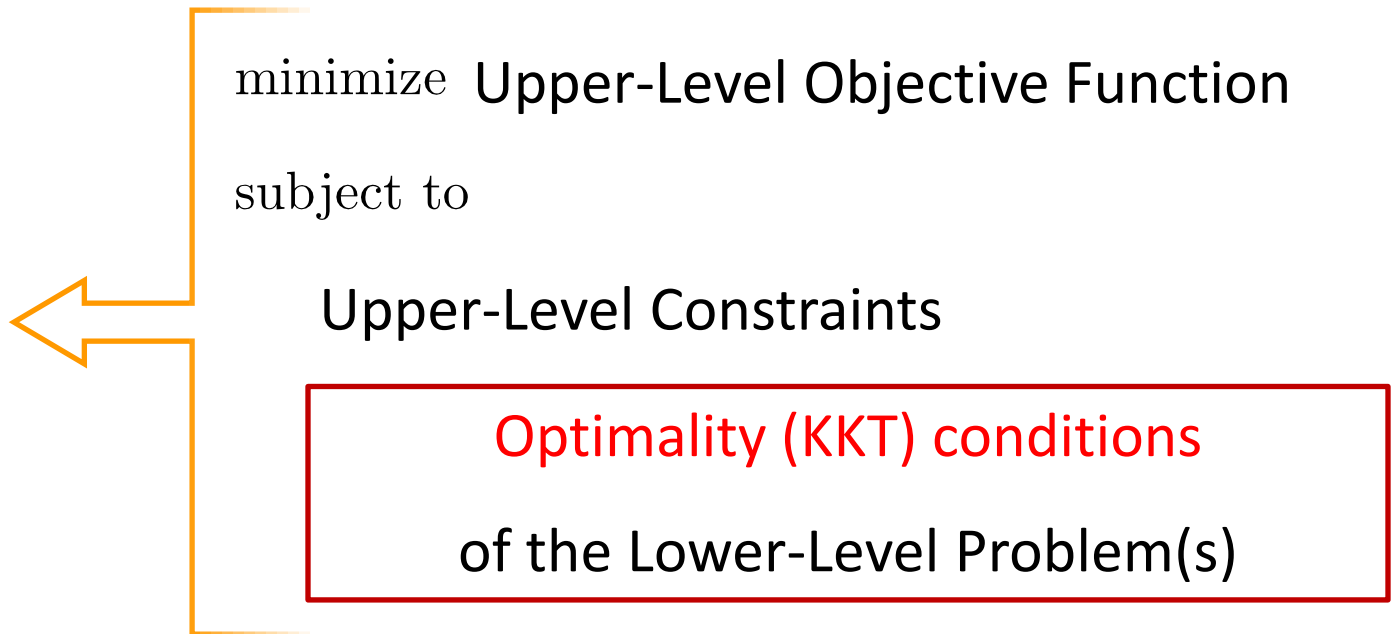 minimize Upper-Level Objective Function
subject to
Upper-Level Constraints
Optimality (KKT) conditions
of the Lower-Level Problem(s)